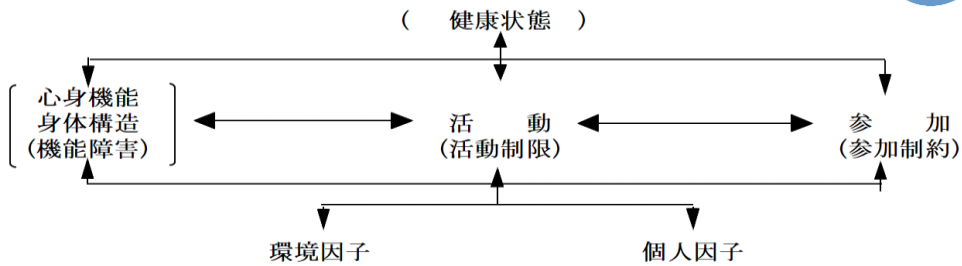 ( 健康状態 )
心身機能
身体構造
(機能障害)
活 動
(活動制限)
参 加
(参加制約)
環境因子
個人因子